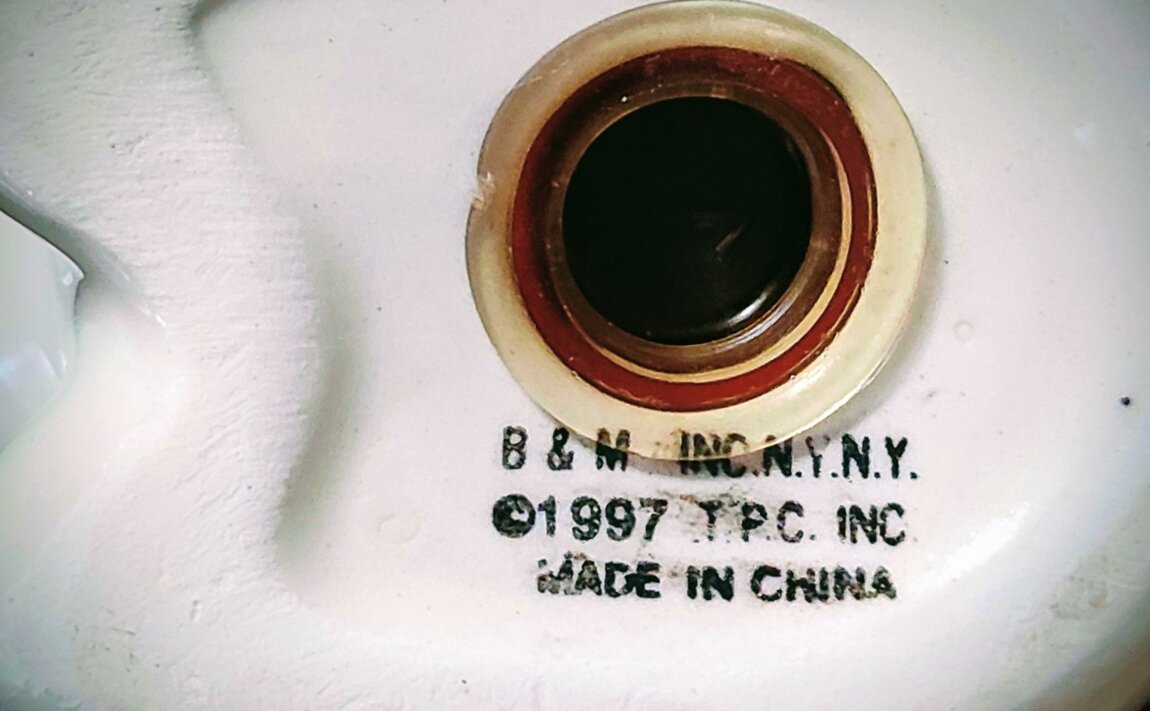 B & M INC.N.Y.N.Y.
©1997 T.P.C. INC
MADE IN CHINA